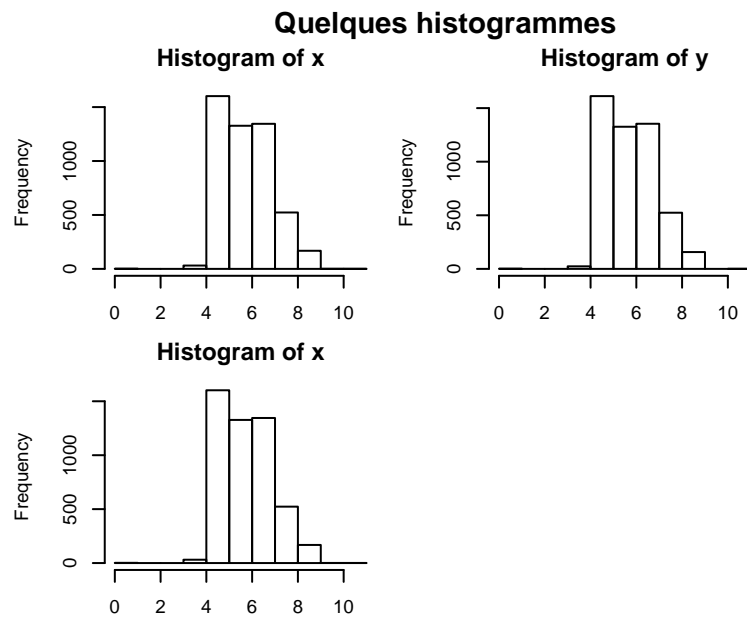 Quelques histogrammes
Histogram of x
Frequency
0 500 1000
0 2 4 6 8 10
Histogram of y
Frequency
0 500 1000
0 2 4 6 8 10
Histogram of x
Frequency
0 500 1000
0 2 4 6 8 10